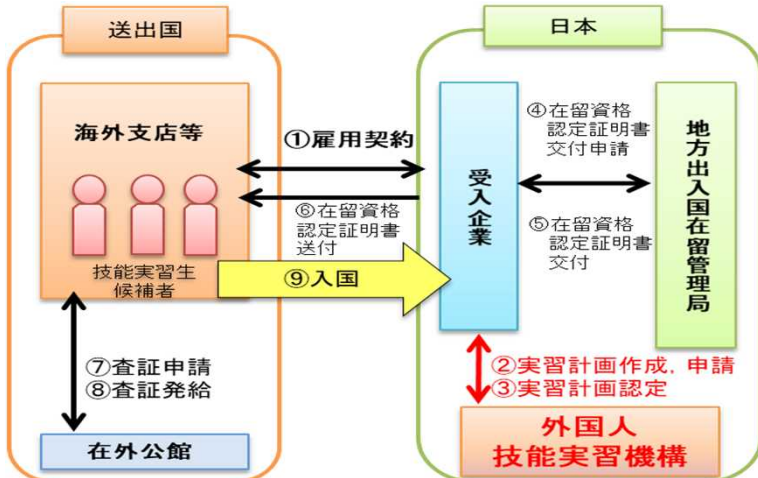 送出国
日本
海外支店等
技能実習生
候補者
①雇用契約
⑥在留資格
認定証明書
送付
⑨入国
⑦査証申請
⑧査証発給
在外公館
受入企業
④在留資格
認定証明書
交付申請
⑤在留資格
認定証明書
交付
地方出入国在留管理局
②実習計画作成，申請
③実習計画認定
外国人
技能実習機構